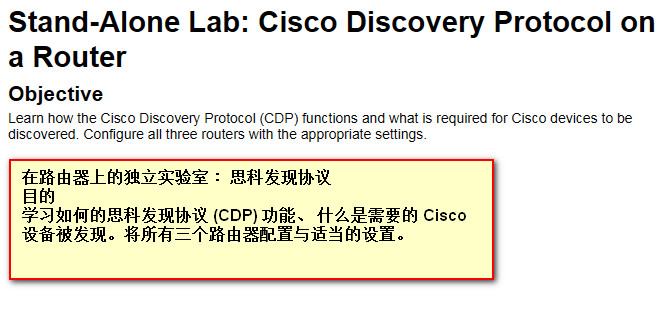 Stand-Alone Lab: Cisco Discovery Protocol on
a Router
Objective
Learn how the Cisco Discovery Protocol (CDP) functions and what is required for Cisco devices to be
discovered. Configure all three routers with the appropriate settings.
在路由器上的独立实验室： 思科发现协议
目的
学习如何的思科发现协议 (CDP) 功能、 什么是需要的 Cisco
设备被发现。将所有三个路由器配置与适当的设置。